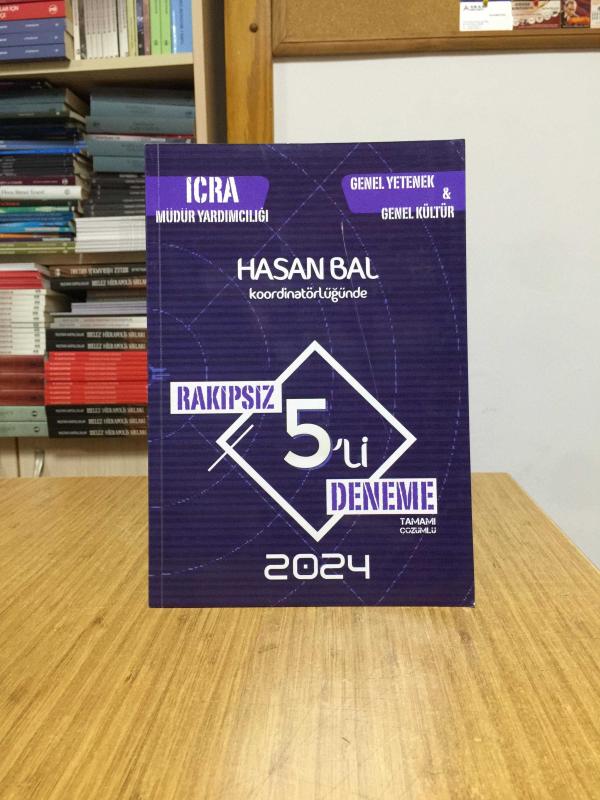 İCRA
MÜDÜR YARDIMCILIĞI
GENEL YETENEK
&
GENEL KÜLTÜR
HASAN BAL
koordinatörlüğünde
RAKİPSİZ
5'li
DENEME
TAMAMI
ÇÖZÜMLÜ
2024